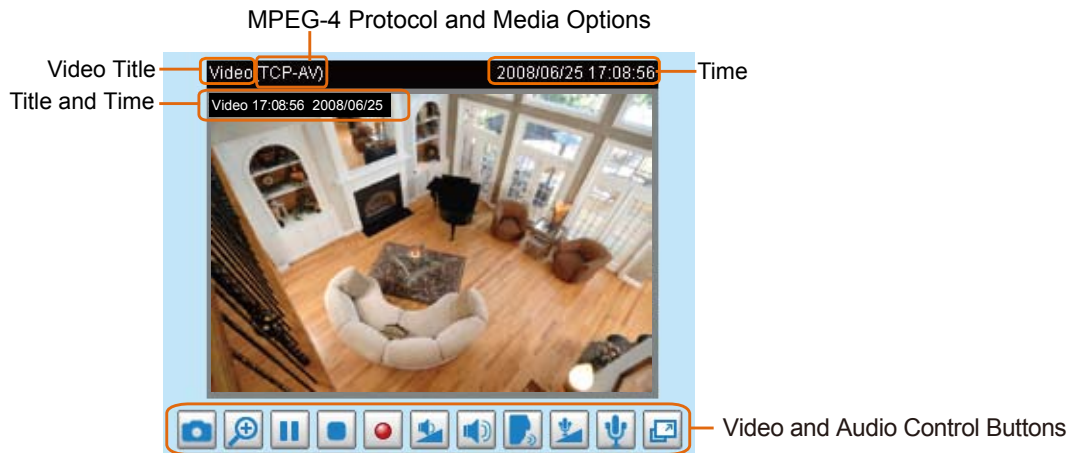 MPEG-4 Protocol and Media Options
Video Title
Video (TCP-AV)
2008/06/25 17:08:56
Time
Title and Time
Video 17:08:56 2008/06/25
Video and Audio Control Buttons